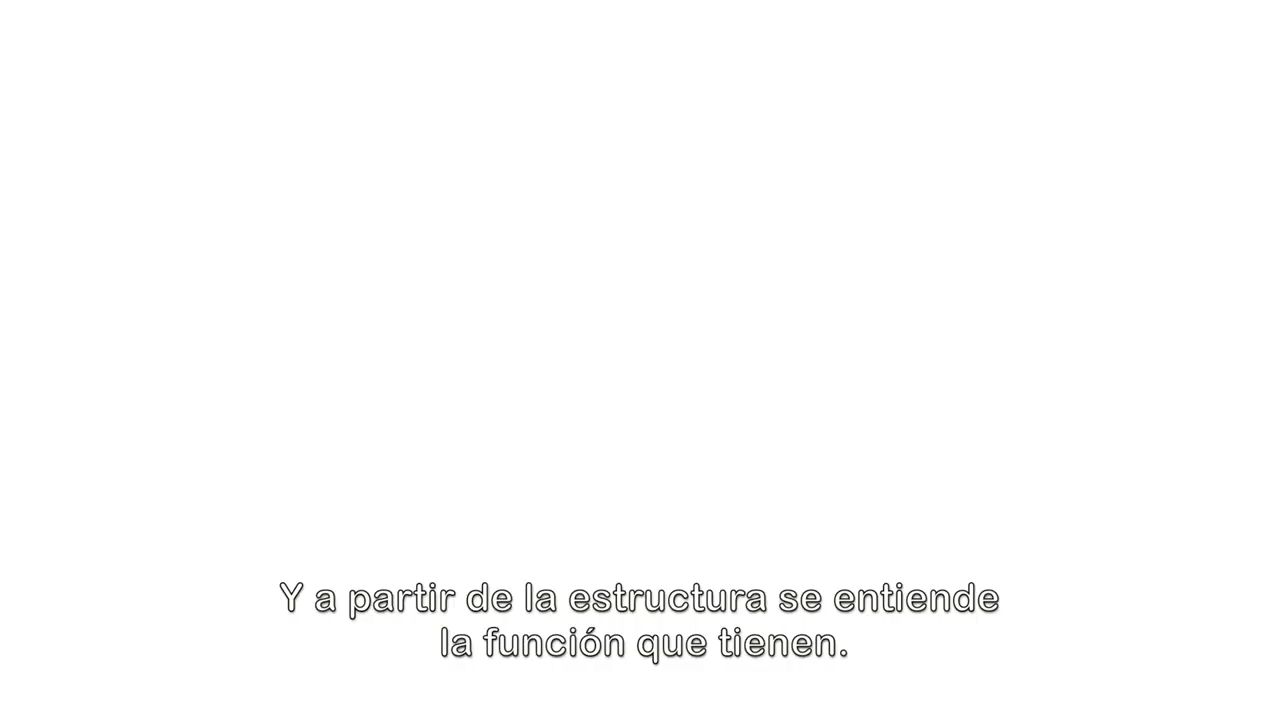 Y a partir de la estructura se entiende
la función que tienen.